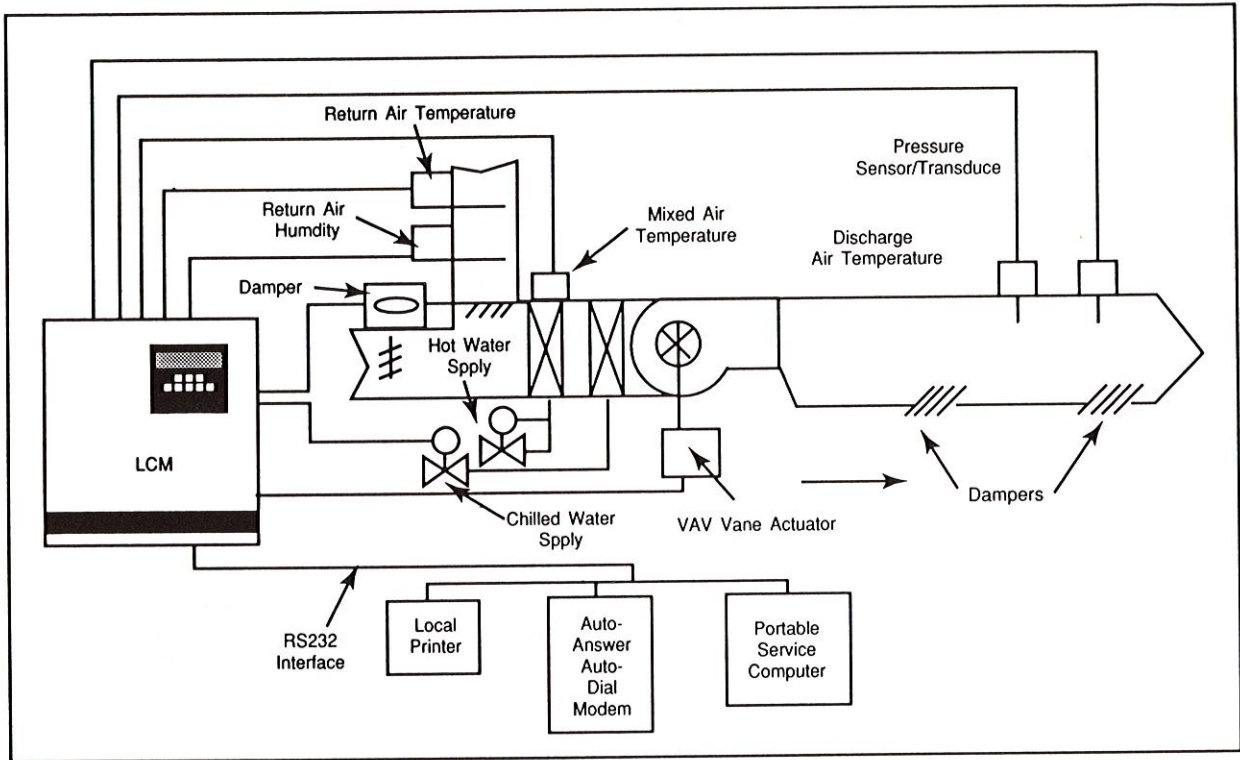 Return Air Temperature
Pressure
Sensor/Transduce
Return Air
Humdity
Mixed Air
Temperature
Discharge
Air Temperature
Damper
Hot Water
Spply
LCM
Chilled Water
Spply
VAV Vane Actuator
Dampers
RS232
Interface
Local
Printer
Auto-
Answer
Auto-
Dial
Modem
Portable
Service
Computer